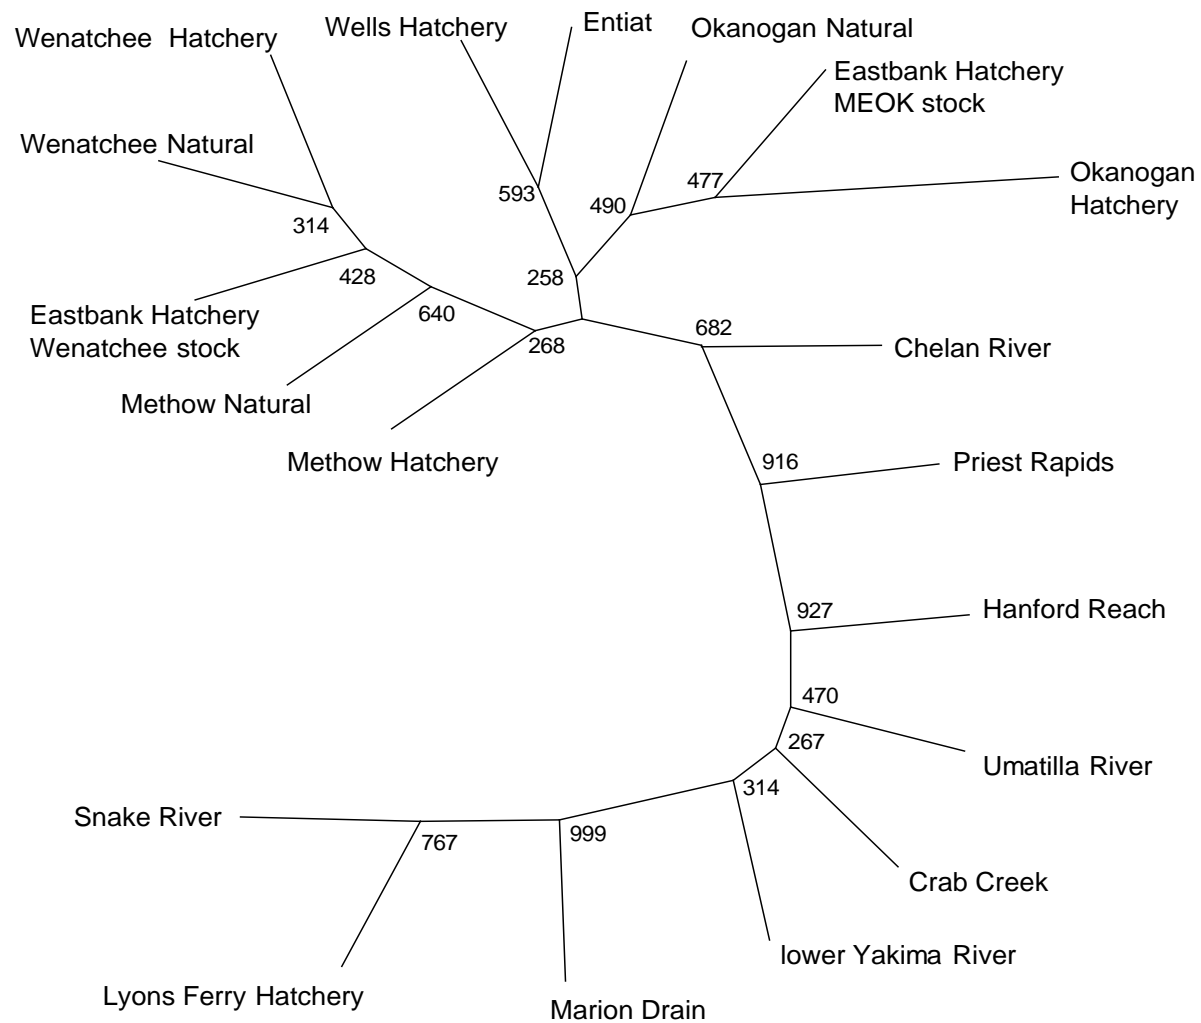 Wenatchee Hatchery
Wells Hatchery
Entiat
Okanogan Natural
Eastbank Hatchery
MEOK stock
Wenatchee Natural
Okanogan
Hatchery
593
490
477
314
428
258
Eastbank Hatchery
Wenatchee stock
640
268
682
Chelan River
Methow Natural
Methow Hatchery
916
Priest Rapids
927
Hanford Reach
470
267
Umatilla River
314
Snake River
767
999
Crab Creek
lower Yakima River
Lyons Ferry Hatchery
Marion Drain